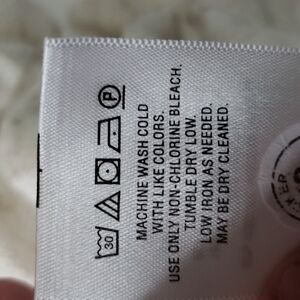 30
P
MACHINE WASH COLD
WITH LIKE COLORS.
USE ONLY NON-CHLORINE BLEACH.
TUMBLE DRY LOW.
LOW IRON AS NEEDED.
MAY BE DRY CLEANED.